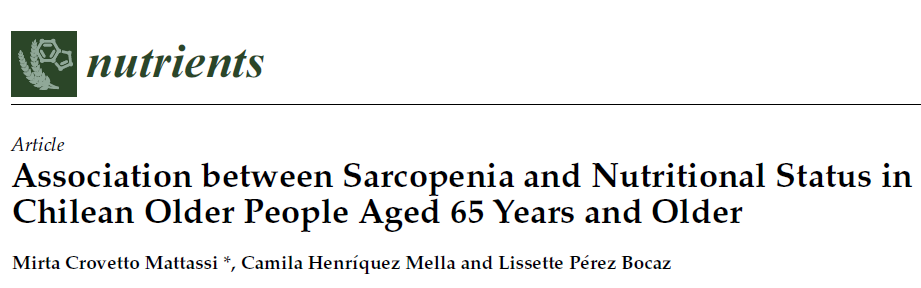 nutrients
Article
Association between Sarcopenia and Nutritional Status in
Chilean Older People Aged 65 Years and Older
Mirta Crovetto Mattassi *, Camila Henríquez Mella and Lissette Pérez Bocaz